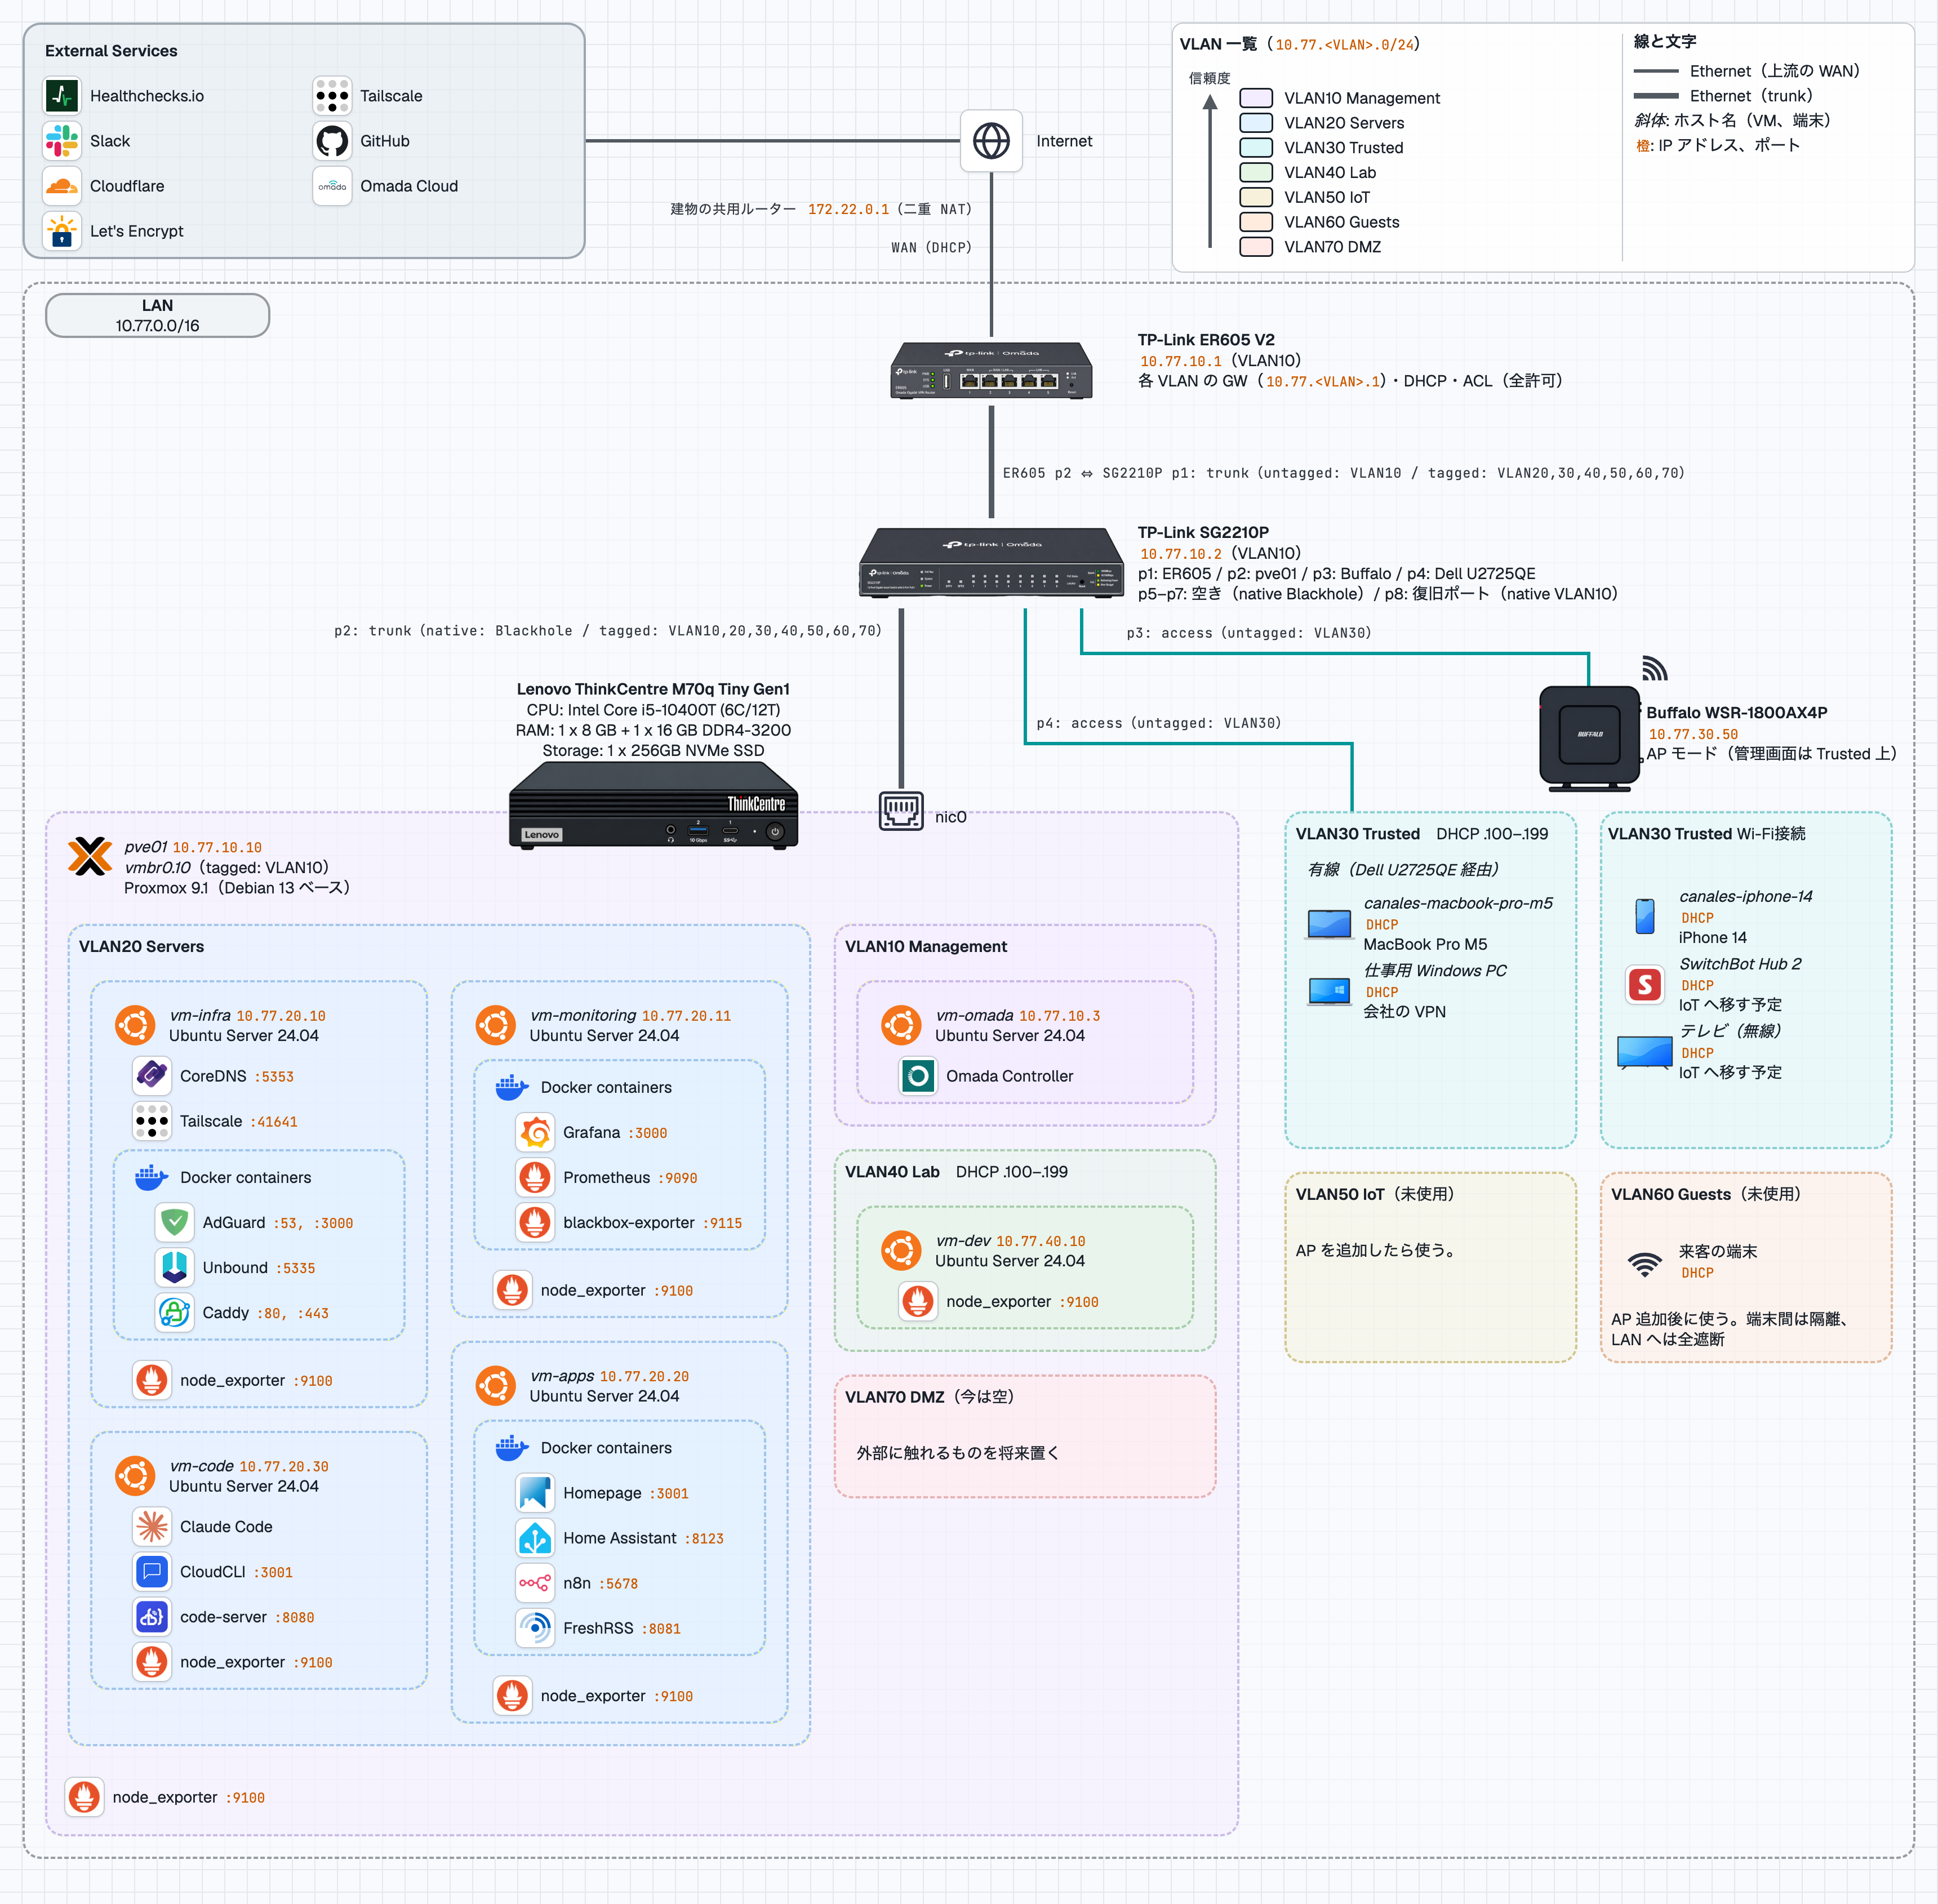 External Services
Healthchecks.io
Tailscale
Slack
GitHub
Cloudflare
omada
Omada Cloud
Let's Encrypt
Internet
VLAN 一覧（10.77.<VLAN>.0/24）
信頼度
VLAN10 Management
VLAN20 Servers
VLAN30 Trusted
VLAN40 Lab
VLAN50 IoT
VLAN60 Guests
VLAN70 DMZ
線と文字
Ethernet（上流の WAN）
Ethernet（trunk）
斜体: ホスト名（VM、端末）
橙: IP アドレス、ポート
建物の共用ルーター 172.22.0.1（二重 NAT）
WAN（DHCP）
LAN
10.77.0.0/16
tp-link | Omada
TP-Link ER605 V2
10.77.10.1（VLAN10）
各 VLAN の GW（10.77.<VLAN>.1）・DHCP・ACL（全許可）
ER605 p2 ⇔ SG2210P p1: trunk（untagged: VLAN10 / tagged: VLAN20,30,40,50,60,70）
tp-link | Omada
TP-Link SG2210P
10.77.10.2（VLAN10）
p1: ER605 / p2: pve01 / p3: Buffalo / p4: Dell U2725QE
p5–p7: 空き（native Blackhole）/ p8: 復旧ポート（native VLAN10）
p2: trunk（native: Blackhole / tagged: VLAN10,20,30,40,50,60,70）
p3: access（untagged: VLAN30）
p4: access（untagged: VLAN30）
Lenovo ThinkCentre M70q Tiny Gen1
CPU: Intel Core i5-10400T (6C/12T)
RAM: 1 x 8 GB + 1 x 16 GB DDR4-3200
Storage: 1 x 256GB NVMe SSD
ThinkCentre
Lenovo
nic0
BUFFALO
Buffalo WSR-1800AX4P
10.77.30.50
AP モード（管理画面は Trusted 上）
pve01 10.77.10.10
vmbr0.10（tagged: VLAN10）
Proxmox 9.1（Debian 13 ベース）
VLAN20 Servers
vm-infra 10.77.20.10
Ubuntu Server 24.04
CoreDNS :5353
Tailscale :41641
Docker containers
AdGuard :53, :3000
Unbound :5335
Caddy :80, :443
node_exporter :9100
vm-code 10.77.20.30
Ubuntu Server 24.04
Claude Code
CloudCLI :3001
code-server :8080
node_exporter :9100
vm-monitoring 10.77.20.11
Ubuntu Server 24.04
Docker containers
Grafana :3000
Prometheus :9090
blackbox-exporter :9115
node_exporter :9100
vm-apps 10.77.20.20
Ubuntu Server 24.04
Docker containers
Homepage :3001
Home Assistant :8123
n8n :5678
FreshRSS :8081
node_exporter :9100
VLAN10 Management
vm-omada 10.77.10.3
Ubuntu Server 24.04
Omada Controller
VLAN40 Lab DHCP .100–.199
vm-dev 10.77.40.10
Ubuntu Server 24.04
node_exporter :9100
VLAN70 DMZ（今は空）
外部に触れるものを将来置く
node_exporter :9100
VLAN30 Trusted DHCP .100–.199
有線（Dell U2725QE 経由）
canales-macbook-pro-m5
DHCP
MacBook Pro M5
仕事用 Windows PC
DHCP
会社の VPN
VLAN30 Trusted Wi-Fi接続
canales-iphone-14
DHCP
iPhone 14
SwitchBot Hub 2
DHCP
IoT へ移す予定
テレビ（無線）
DHCP
IoT へ移す予定
VLAN50 IoT（未使用）
AP を追加したら使う。
VLAN60 Guests（未使用）
来客の端末
DHCP
AP 追加後に使う。端末間は隔離、
LAN へは全遮断